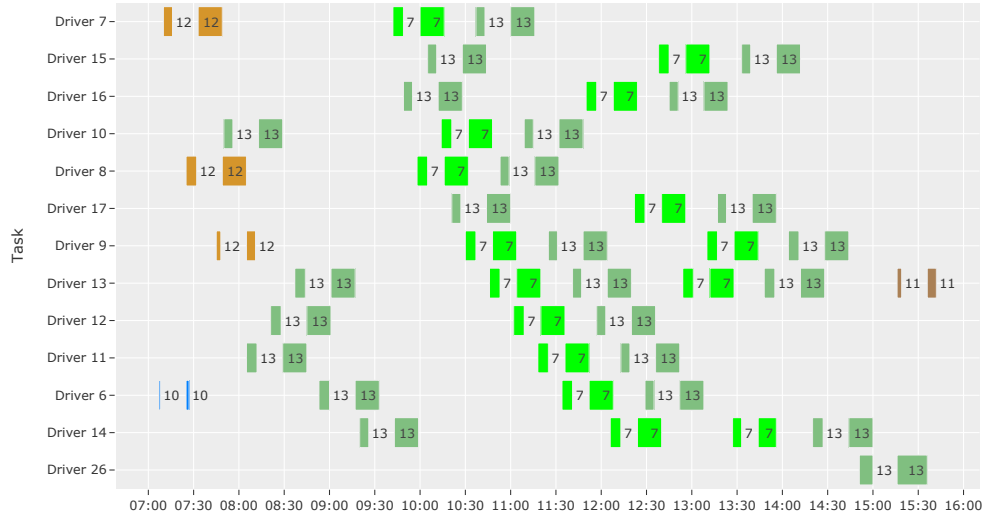 Driver 7 12 12 7 7 13 13
Driver 15 13 13 7 7 13 13
Driver 16 13 13 7 7 13 13
Driver 10 13 13 7 7 13 13
Driver 8 12 12 7 7 13 13
Driver 17 13 13 7 7 13 13
Task
Driver 9 12 12 7 7 13 13 7 7 13 13
Driver 13 13 13 7 7 13 13 7 7 13 13 11 11
Driver 12 13 13 7 7 13 13
Driver 11 13 13 7 7 13 13
Driver 6 10 10 13 13 7 7 13 13
Driver 14 13 13 7 7 7 7 13 13
Driver 26 13 13
07:00 07:30 08:00 08:30 09:00 09:30 10:00 10:30 11:00 11:30 12:00 12:30 13:00 13:30 14:00 14:30 15:00 15:30 16:00